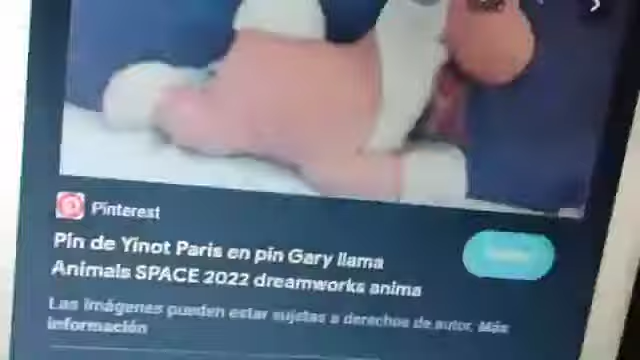 Pinterest
Pin de Yinot Paris en pin Gary llama
Animals SPACE 2022 dreamworks anima
Las imágenes pueden estar sujetas a derechos de autor. Más
información